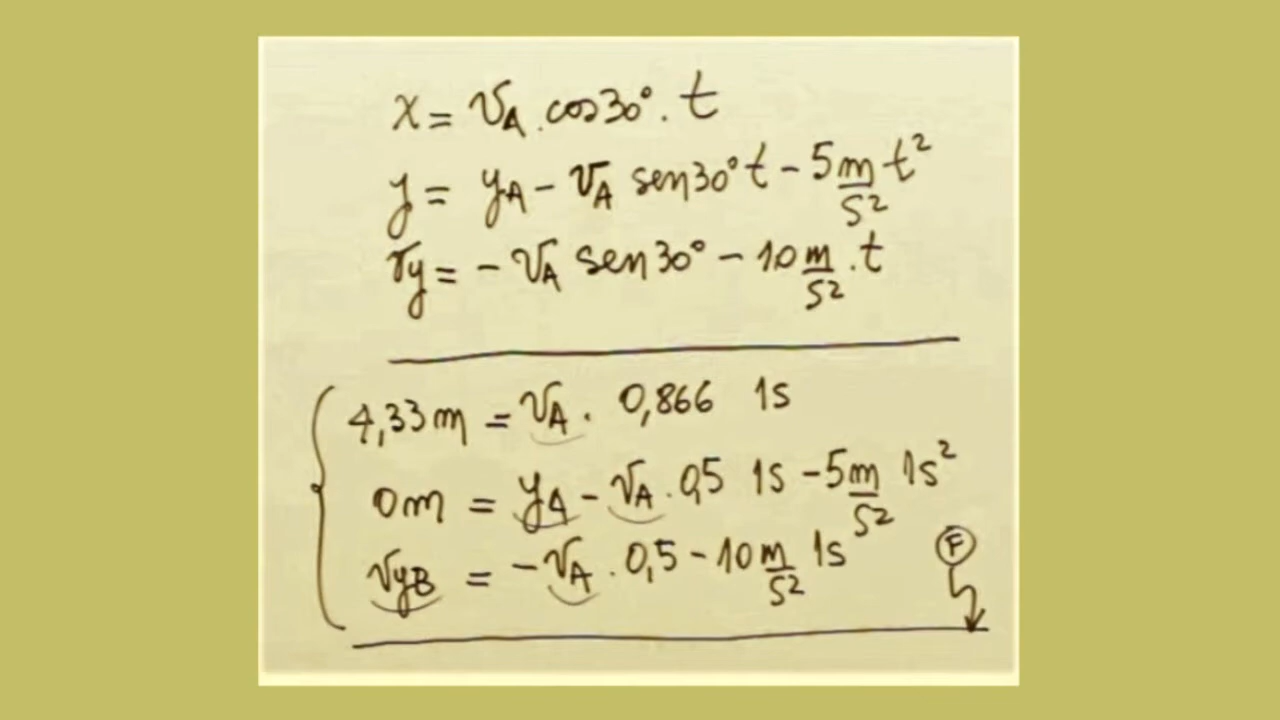 x = vA . cos30° . t
y = yA - vA sen30° t - 5 m/s² t²
vy = - vA sen30° - 10 m/s² . t
4,33 m = vA . 0,866 1s
0m = yA - vA . 0,5 1s - 5 m/s² 1s²
vyB = - vA . 0,5 - 10 m/s² 1s
F